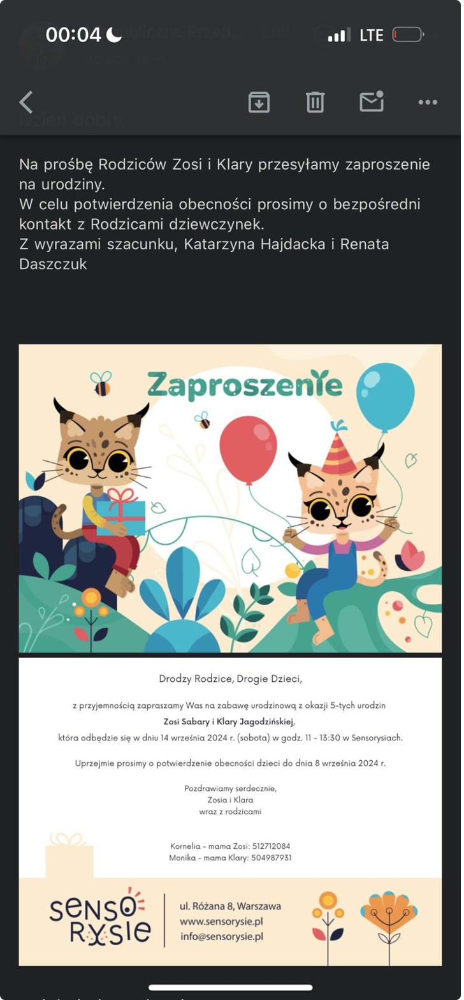 00:04
LTE
Dzień dobry,
Na prośbę Rodziców Zosi i Klary przesyłamy zaproszenie
na urodziny.
W celu potwierdzenia obecności prosimy o bezpośredni
kontakt z Rodzicami dziewczynek.
Z wyrazami szacunku, Katarzyna Hajdacka i Renata
Daszczuk
Zaproszenie
Drodzy Rodzice, Drogie Dzieci,
z przyjemnością zapraszamy Was na zabawę urodzinową z okazji 5-tych urodzin
Zosi Sabary i Klary Jagodzińskiej,
która odbędzie się w dniu 14 września 2024 r. (sobota) w godz. 11 - 13:30 w Sensorysiach.
Uprzejmie prosimy o potwierdzenie obecności dzieci do dnia 8 września 2024 r.
Pozdrawiamy serdecznie,
Zosia i Klara
wraz z rodzicami
Kornelia - mama Zosi: 512712084
Monika - mama Klary: 504987931
SENSO
RYSIE
ul. Różana 8, Warszawa
www.sensorysie.pl
info@sensorysie.pl